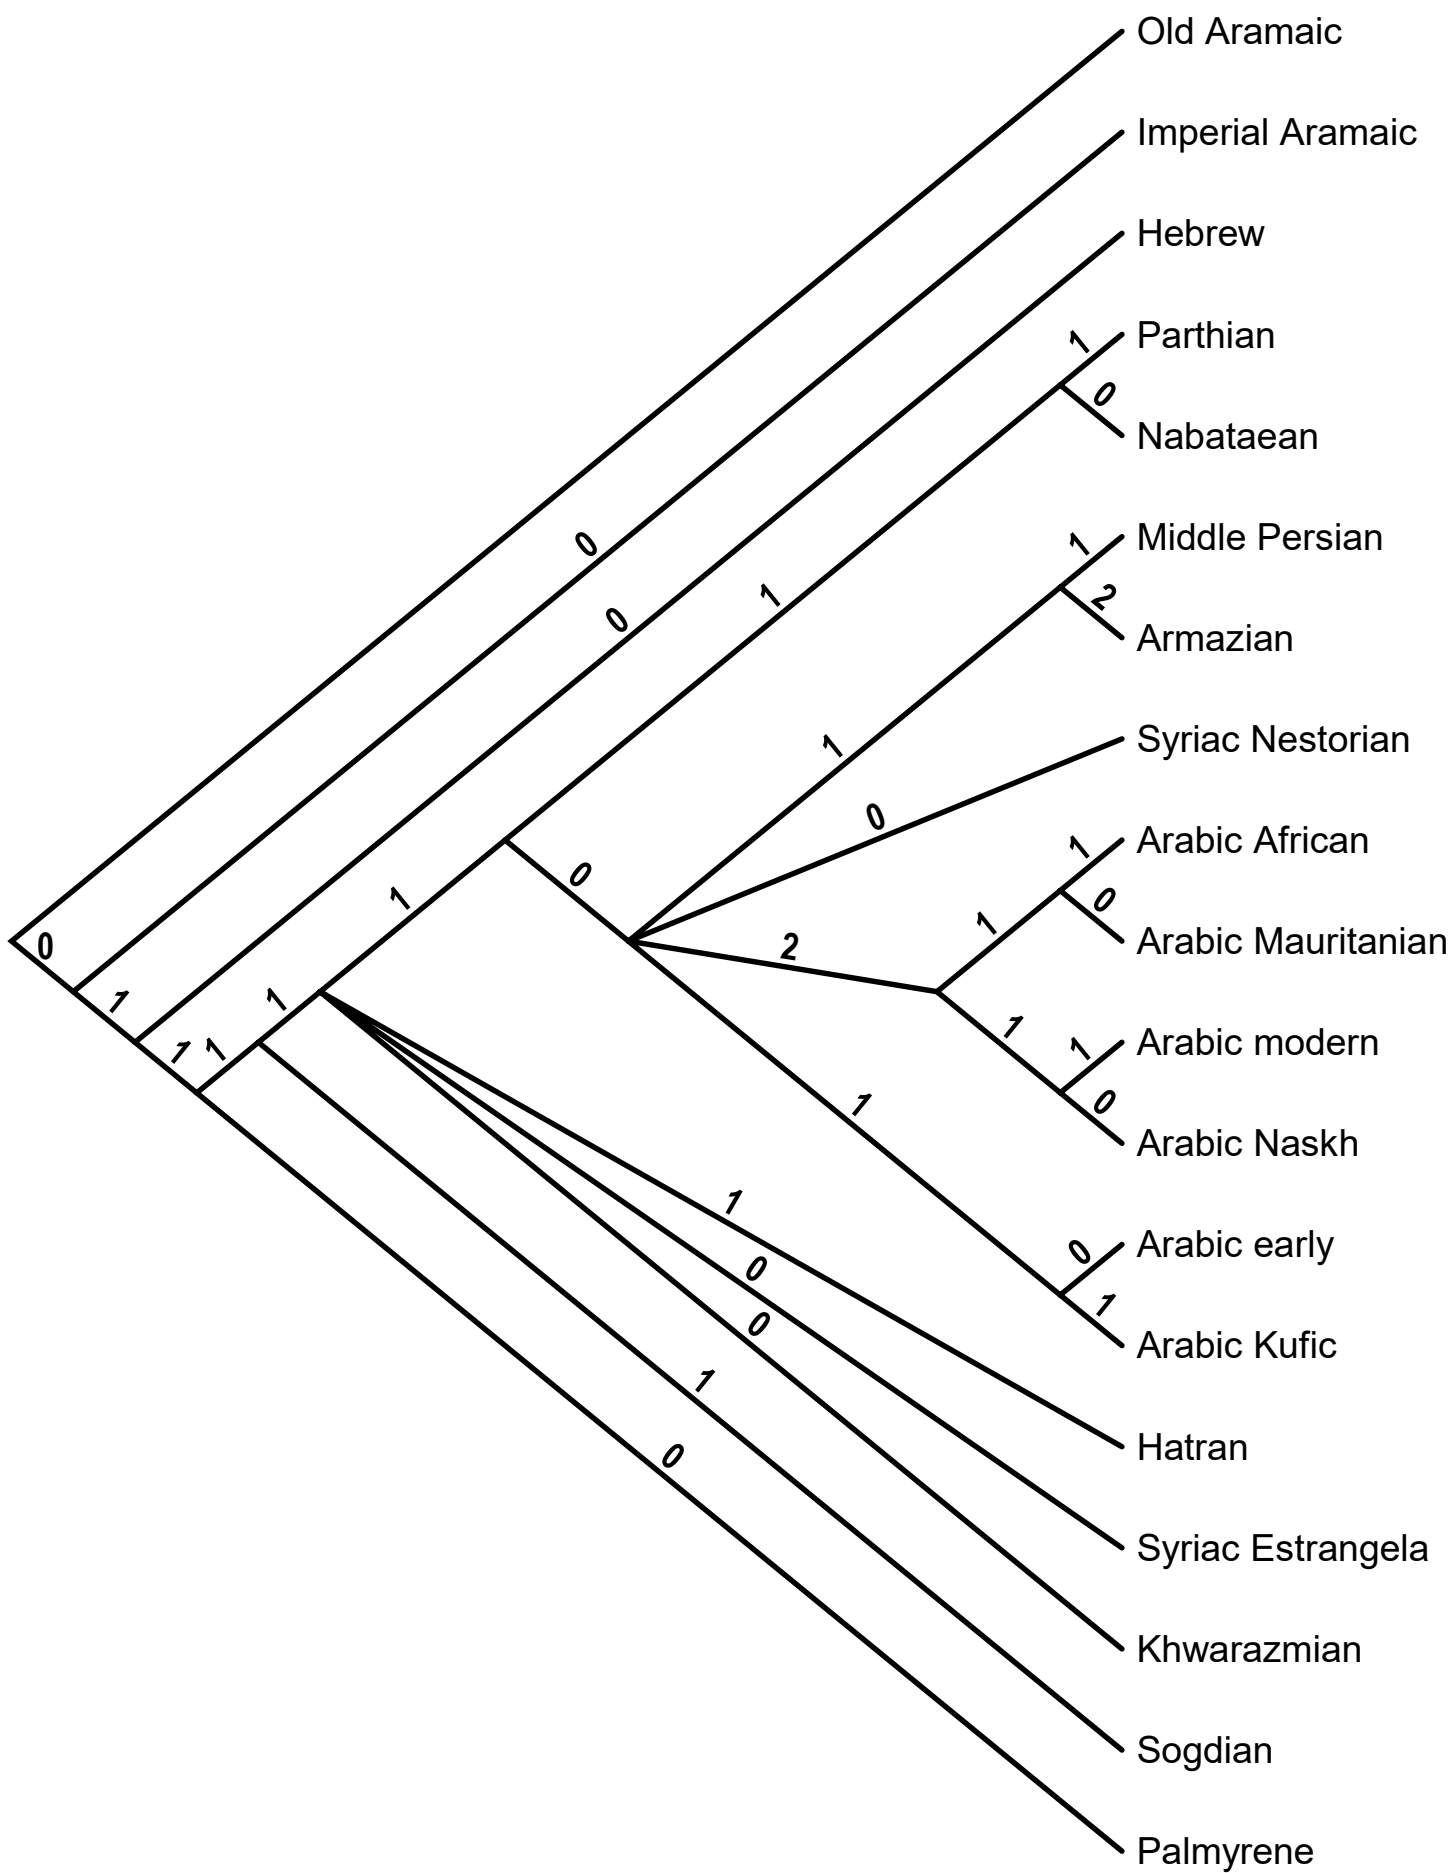 Old Aramaic
Imperial Aramaic
Hebrew
1
Parthian
0
Nabataean
0
1
Middle Persian
1
2
0
Armazian
1
Syriac Nestorian
0
1
Arabic African
0
1
0
1
0
2
Arabic Mauritanian
1
1
1
1
1
1
Arabic modern
1
0
Arabic Naskh
1
0
Arabic early
0
1
0
Arabic Kufic
1
Hatran
0
Syriac Estrangela
Khwarazmian
Sogdian
Palmyrene